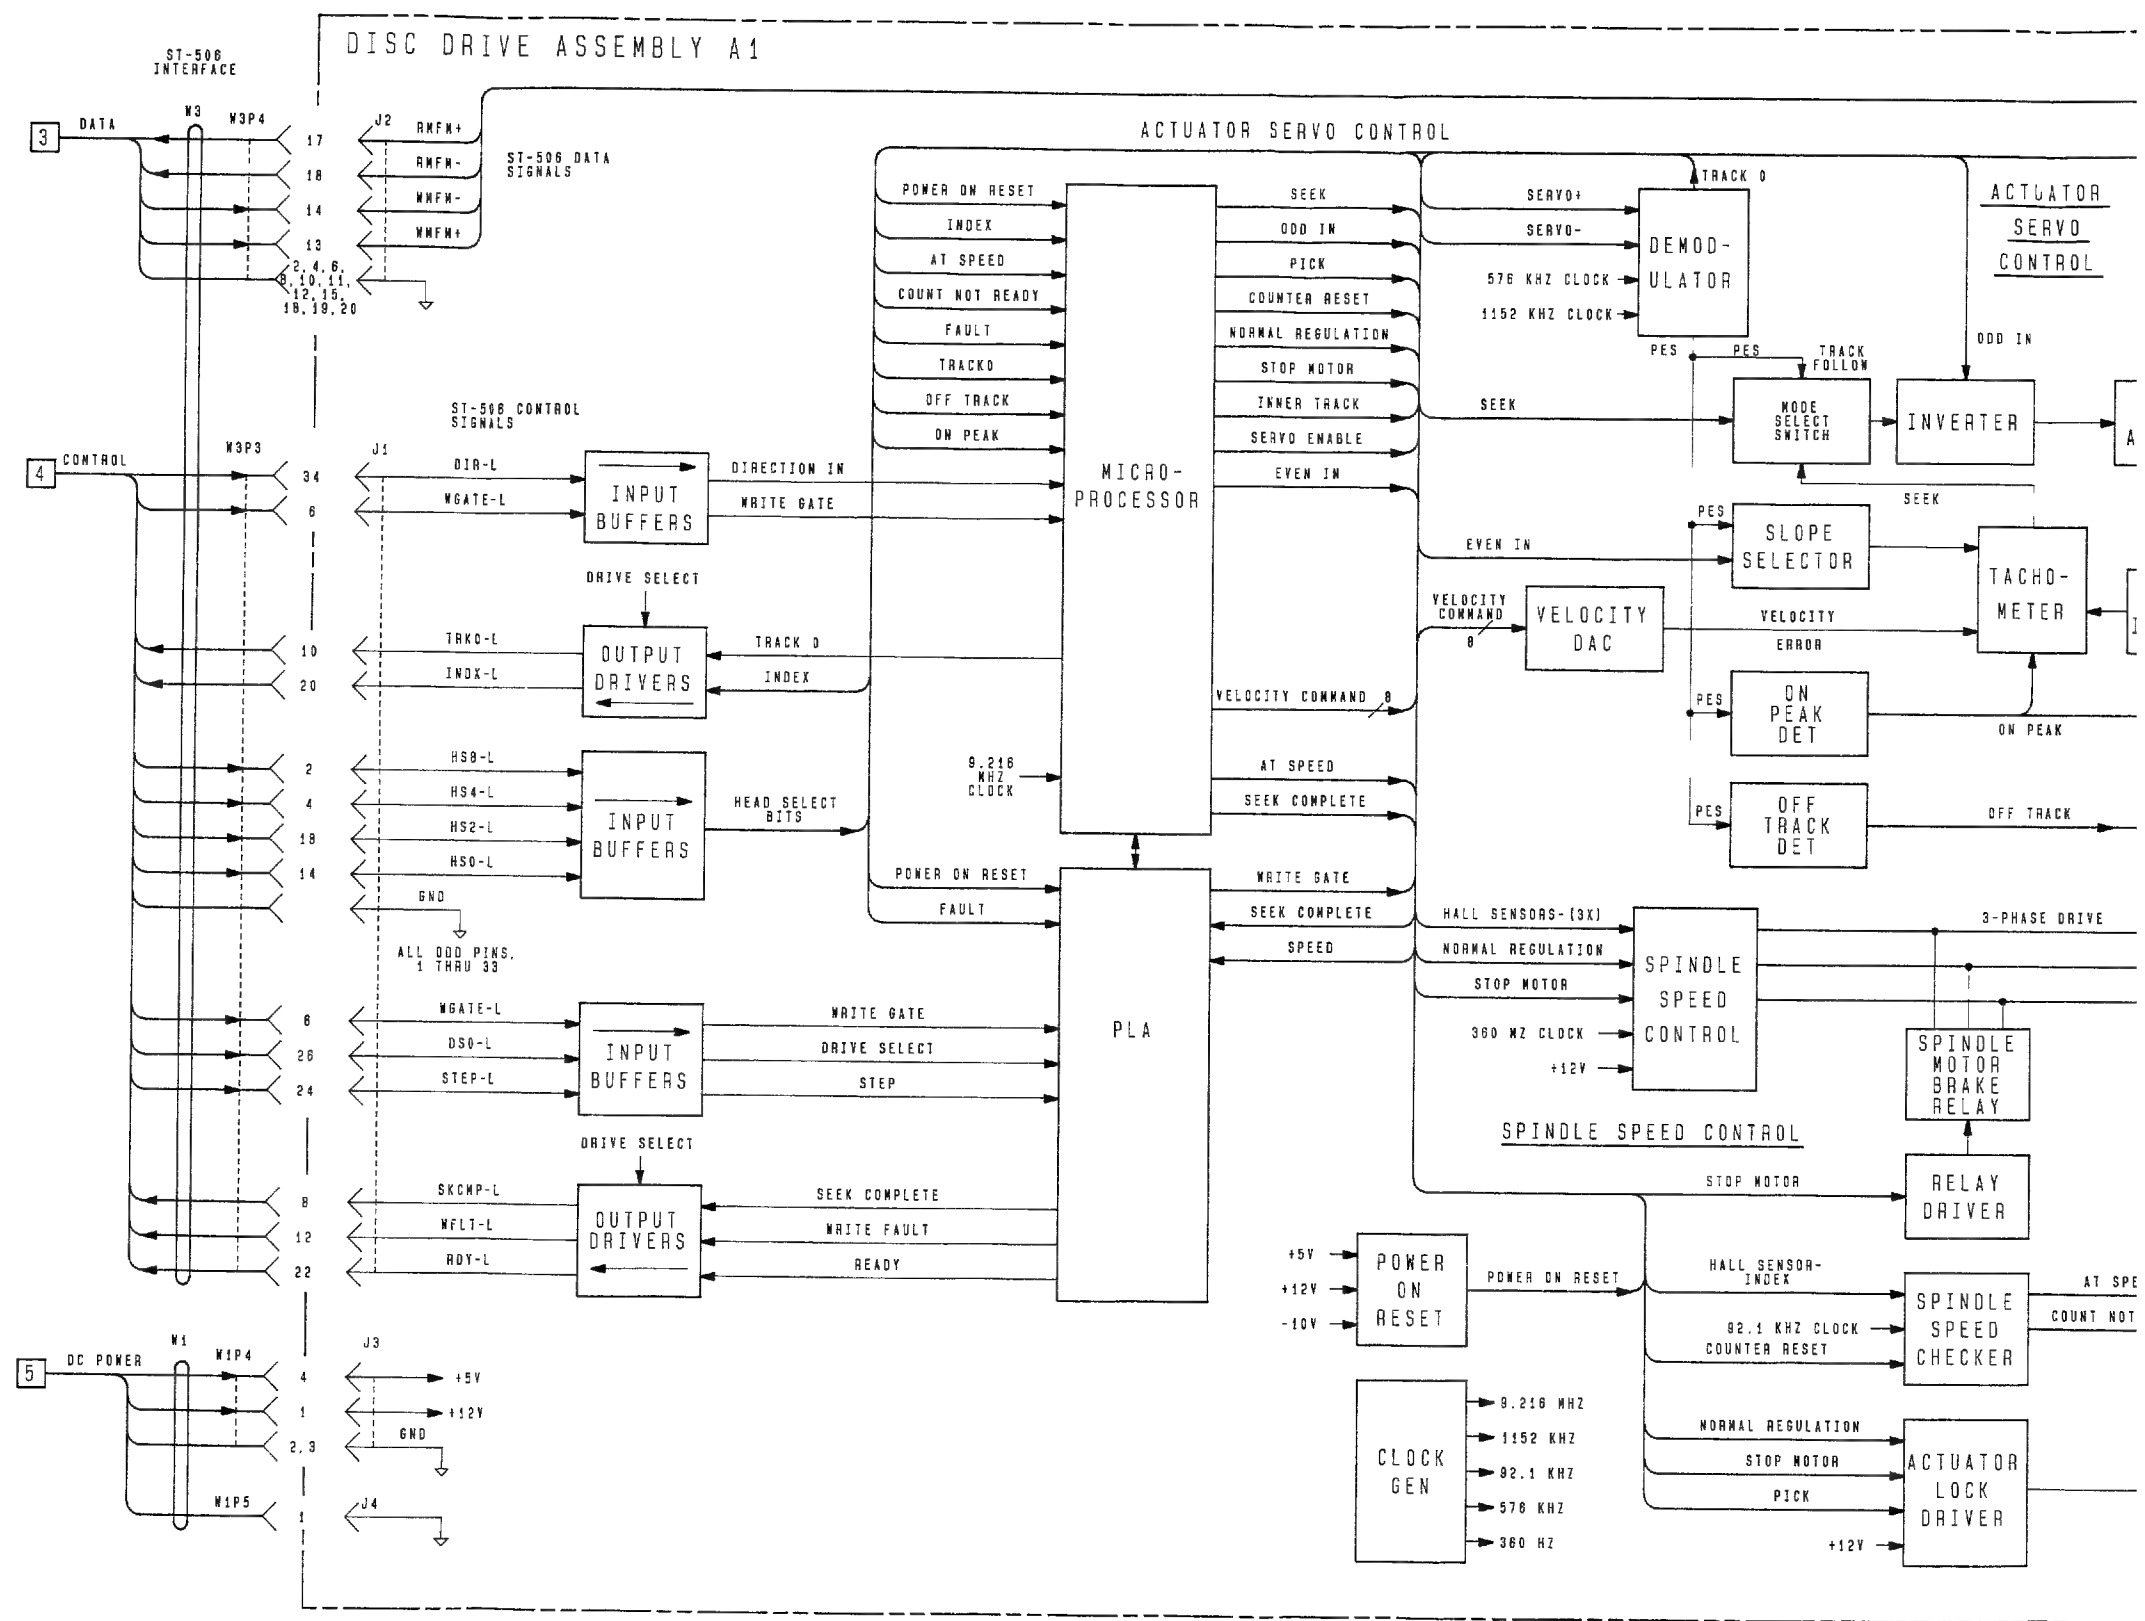 DISC DRIVE ASSEMBLY A1
ST-506
INTERFACE
W3
W3P4
J2
3
DATA
17
RMFM+
18
RMFM-
14
WMFM-
13
WMFM+
2,4,6,
8,10,11,
12,15,
18,19,20
ST-506 DATA
SIGNALS
4
CONTROL
W3P3
J1
ST-506 CONTROL
SIGNALS
34
DIR-L
6
WGATE-L
INPUT
BUFFERS
DIRECTION IN
WRITE GATE
DRIVE SELECT
10
TRK0-L
20
INDX-L
OUTPUT
DRIVERS
TRACK 0
INDEX
2
HS8-L
4
HS4-L
18
HS2-L
14
HS0-L
GND
INPUT
BUFFERS
HEAD SELECT
BITS
ALL ODD PINS,
1 THRU 33
6
WGATE-L
26
DS0-L
24
STEP-L
INPUT
BUFFERS
WRITE GATE
DRIVE SELECT
STEP
DRIVE SELECT
8
SKCMP-L
12
WFLT-L
22
RDY-L
OUTPUT
DRIVERS
SEEK COMPLETE
WRITE FAULT
READY
5
DC POWER
W1
W1P4
J3
4
+5V
1
+12V
2,3
GND
W1P5
1
J4
ACTUATOR SERVO CONTROL
POWER ON RESET
INDEX
AT SPEED
COUNT NOT READY
FAULT
TRACK0
OFF TRACK
ON PEAK
MICRO-
PROCESSOR
9.216
MHZ
CLOCK
SEEK
ODD IN
PICK
COUNTER RESET
NORMAL REGULATION
STOP MOTOR
INNER TRACK
SERVO ENABLE
EVEN IN
VELOCITY COMMAND
8
AT SPEED
SEEK COMPLETE
POWER ON RESET
FAULT
PLA
WRITE GATE
SEEK COMPLETE
SPEED
SERVO+
SERVO-
576 KHZ CLOCK
1152 KHZ CLOCK
DEMOD-
ULATOR
TRACK 0
ACTUATOR
SERVO
CONTROL
PES
PES
TRACK
FOLLOW
ODD IN
SEEK
MODE
SELECT
SWITCH
INVERTER
A
SEEK
PES
EVEN IN
SLOPE
SELECTOR
TACHO-
METER
VELOCITY
COMMAND
8
VELOCITY
DAC
VELOCITY
ERROR
PES
ON
PEAK
DET
ON PEAK
PES
OFF
TRACK
DET
OFF TRACK
HALL SENSORS-(3X)
NORMAL REGULATION
STOP MOTOR
360 HZ CLOCK
+12V
SPINDLE
SPEED
CONTROL
3-PHASE DRIVE
SPINDLE
MOTOR
BRAKE
RELAY
SPINDLE SPEED CONTROL
STOP MOTOR
RELAY
DRIVER
+5V
+12V
-10V
POWER
ON
RESET
POWER ON RESET
HALL SENSOR-
INDEX
92.1 KHZ CLOCK
COUNTER RESET
SPINDLE
SPEED
CHECKER
AT SPE
COUNT NOT
CLOCK
GEN
9.216 MHZ
1152 KHZ
92.1 KHZ
576 KHZ
360 HZ
NORMAL REGULATION
STOP MOTOR
PICK
+12V
ACTUATOR
LOCK
DRIVER